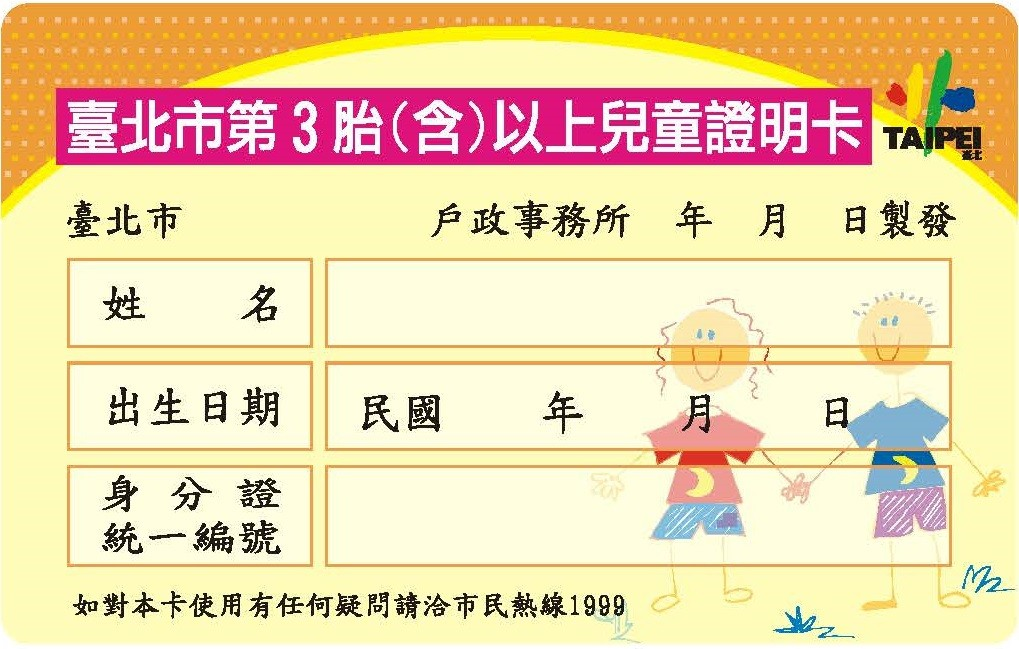 臺北市第3胎(含)以上兒童證明卡
TAIPEI
臺北
臺北市 戶政事務所 年 月 日製發
姓 名
出生日期 民國 年 月 日
身分證
統一編號
如對本卡使用有任何疑問請洽市民熱線1999